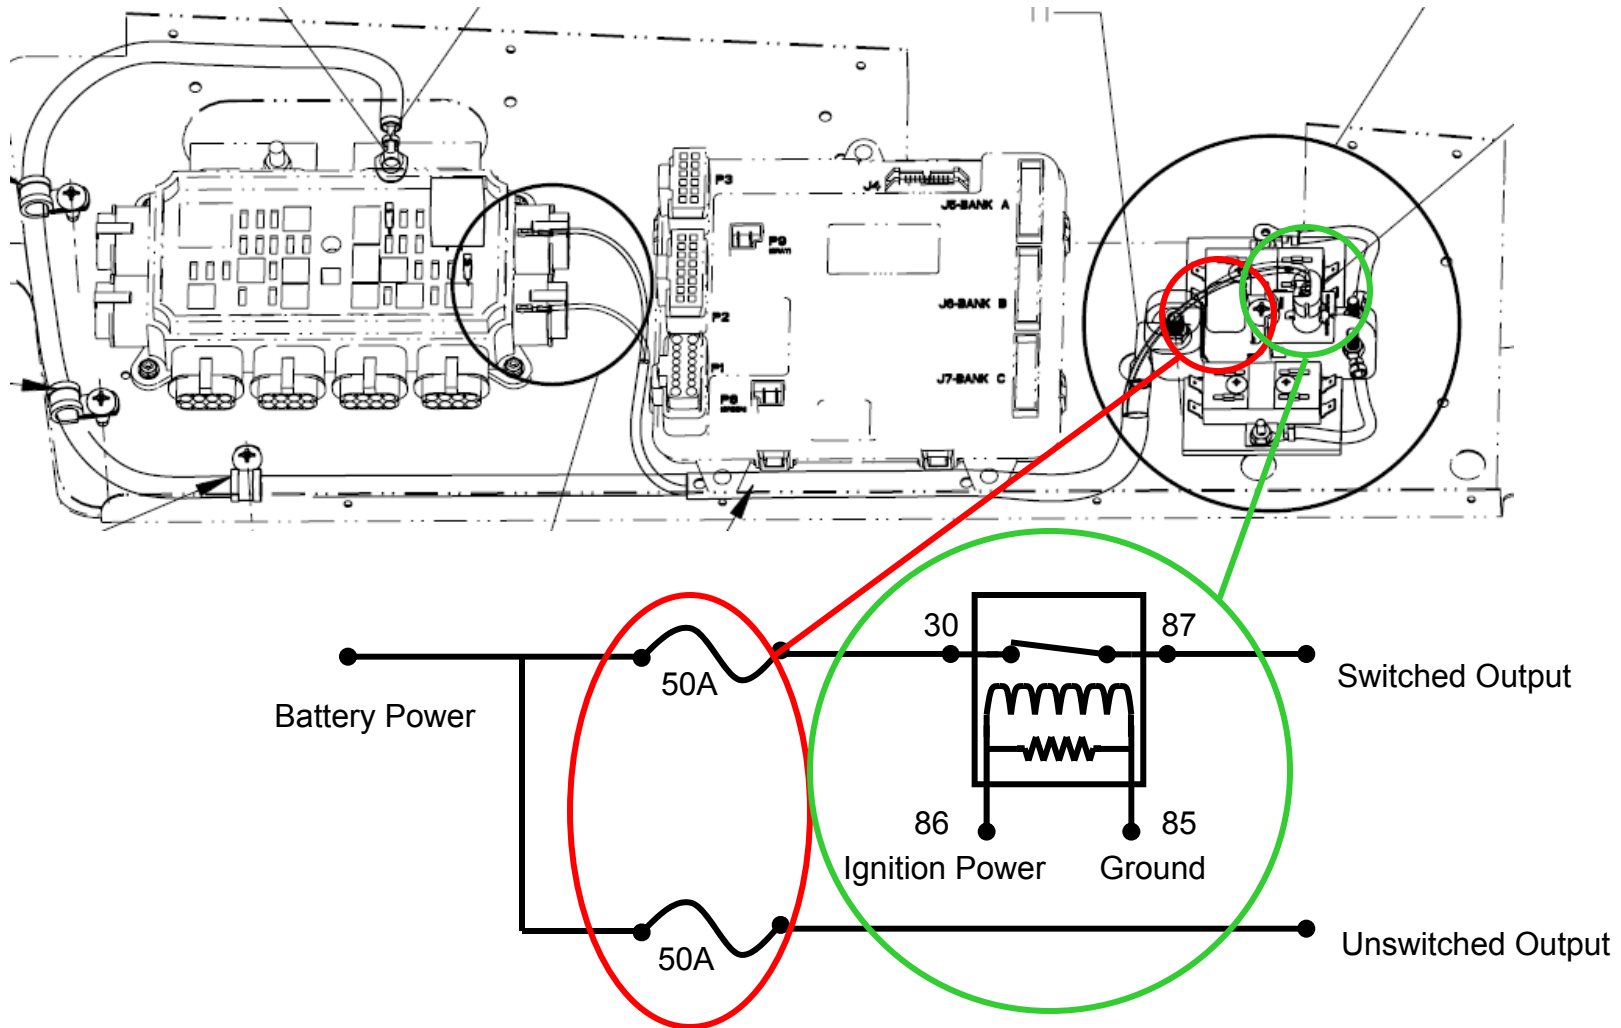 P3
J4
J5-BANK A
P9
J6-BANK B
P2
P1
J7-BANK C
P8
30
87
50A
Switched Output
Battery Power
86
85
Ignition Power
Ground
50A
Unswitched Output